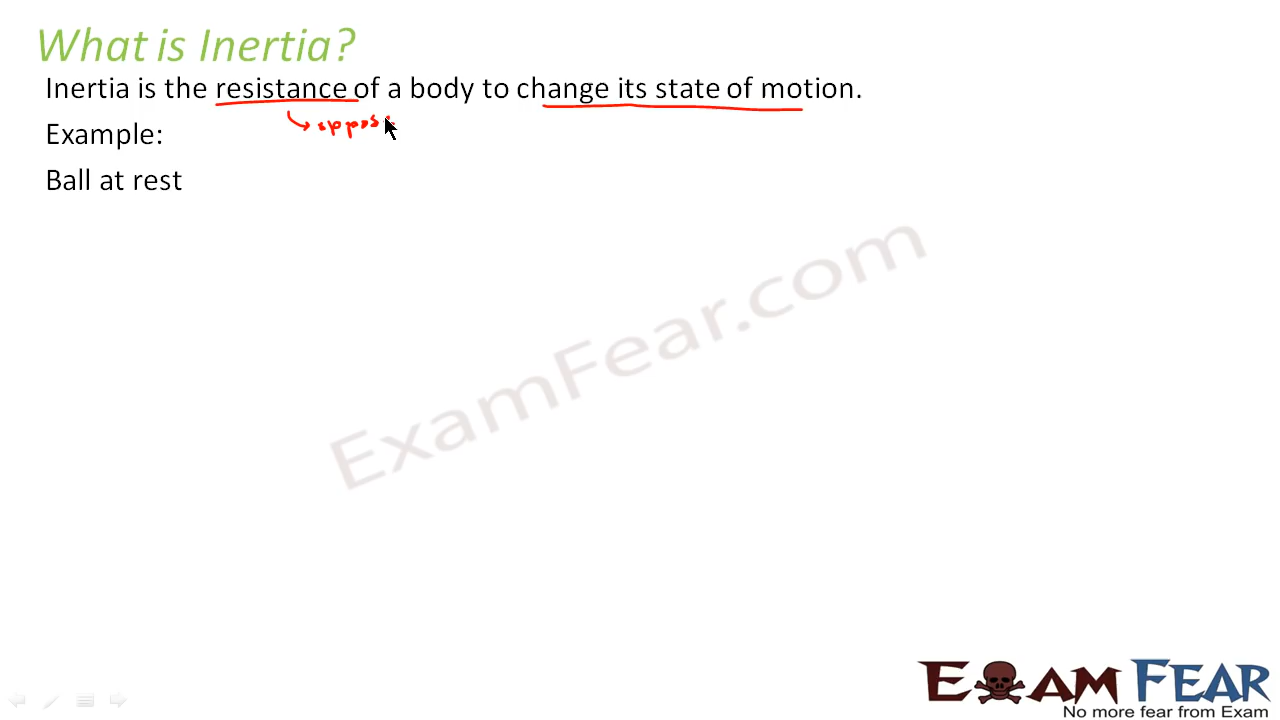 What is Inertia?
Inertia is the resistance of a body to change its state of motion.
oppos
Example:
Ball at rest
ExamFear.com
EXAM FEAR
No more fear from Exam